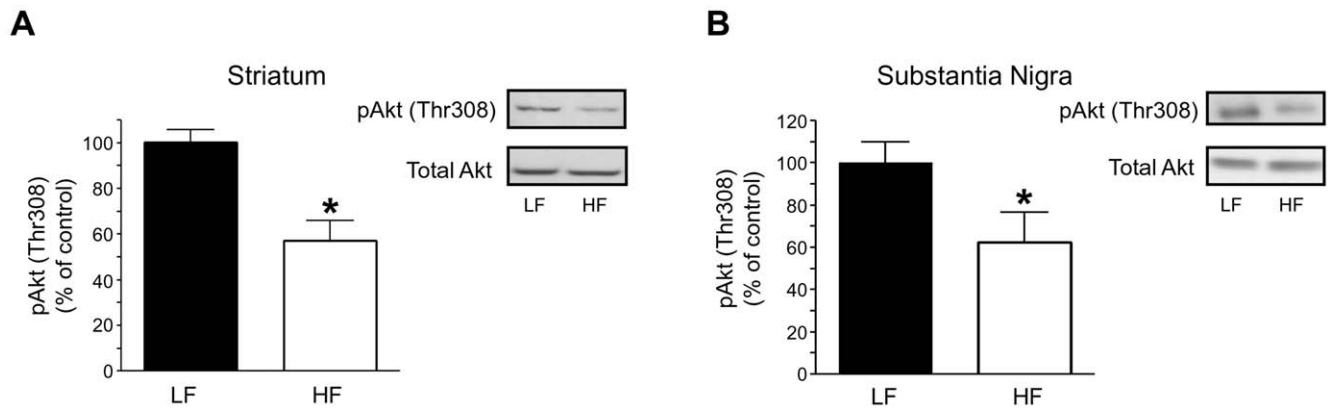 A
Striatum
pAkt (Thr308)
Total Akt
LF HF
pAkt (Thr308)
(% of control)
100
80
60
40
20
0
*
LF HF
B
Substantia Nigra
pAkt (Thr308)
Total Akt
LF HF
pAkt (Thr308)
(% of control)
120
100
80
60
40
20
0
*
LF HF